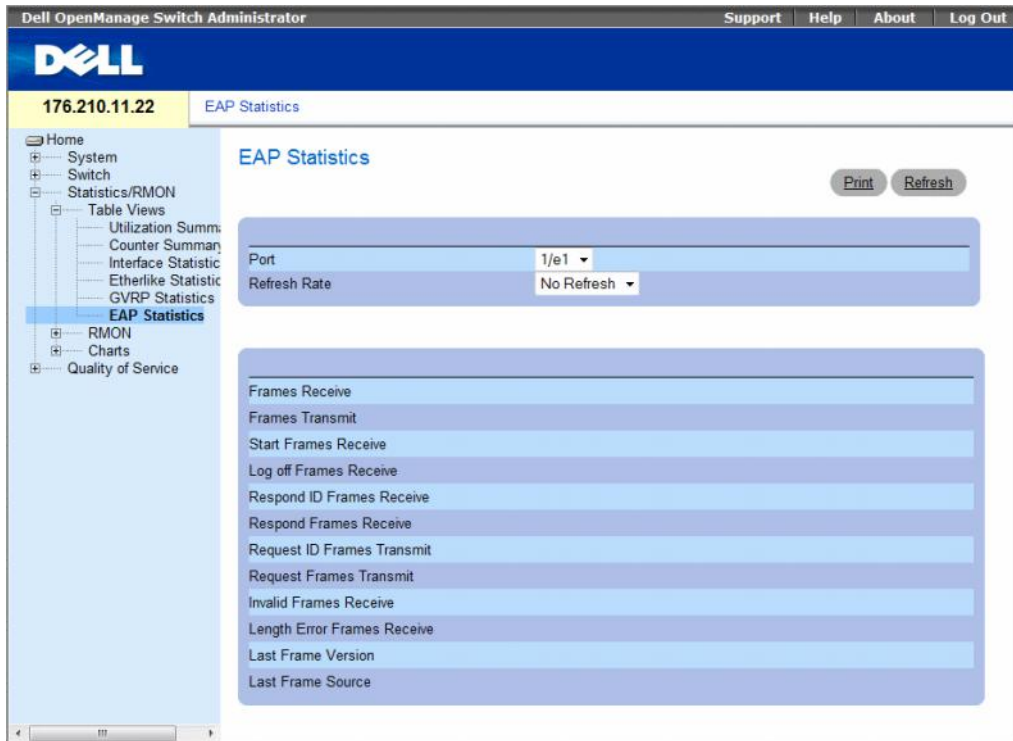 Dell OpenManage Switch Administrator Support Help About Log Out
DELL
176.210.11.22 EAP Statistics
Home
System
Switch
Statistics/RMON
Table Views
Utilization Summa
Counter Summary
Interface Statistic
Etherlike Statistic
GVRP Statistics
EAP Statistics
RMON
Charts
Quality of Service
EAP Statistics
Print Refresh
Port 1/e1
Refresh Rate No Refresh
Frames Receive
Frames Transmit
Start Frames Receive
Log off Frames Receive
Respond ID Frames Receive
Respond Frames Receive
Request ID Frames Transmit
Request Frames Transmit
Invalid Frames Receive
Length Error Frames Receive
Last Frame Version
Last Frame Source